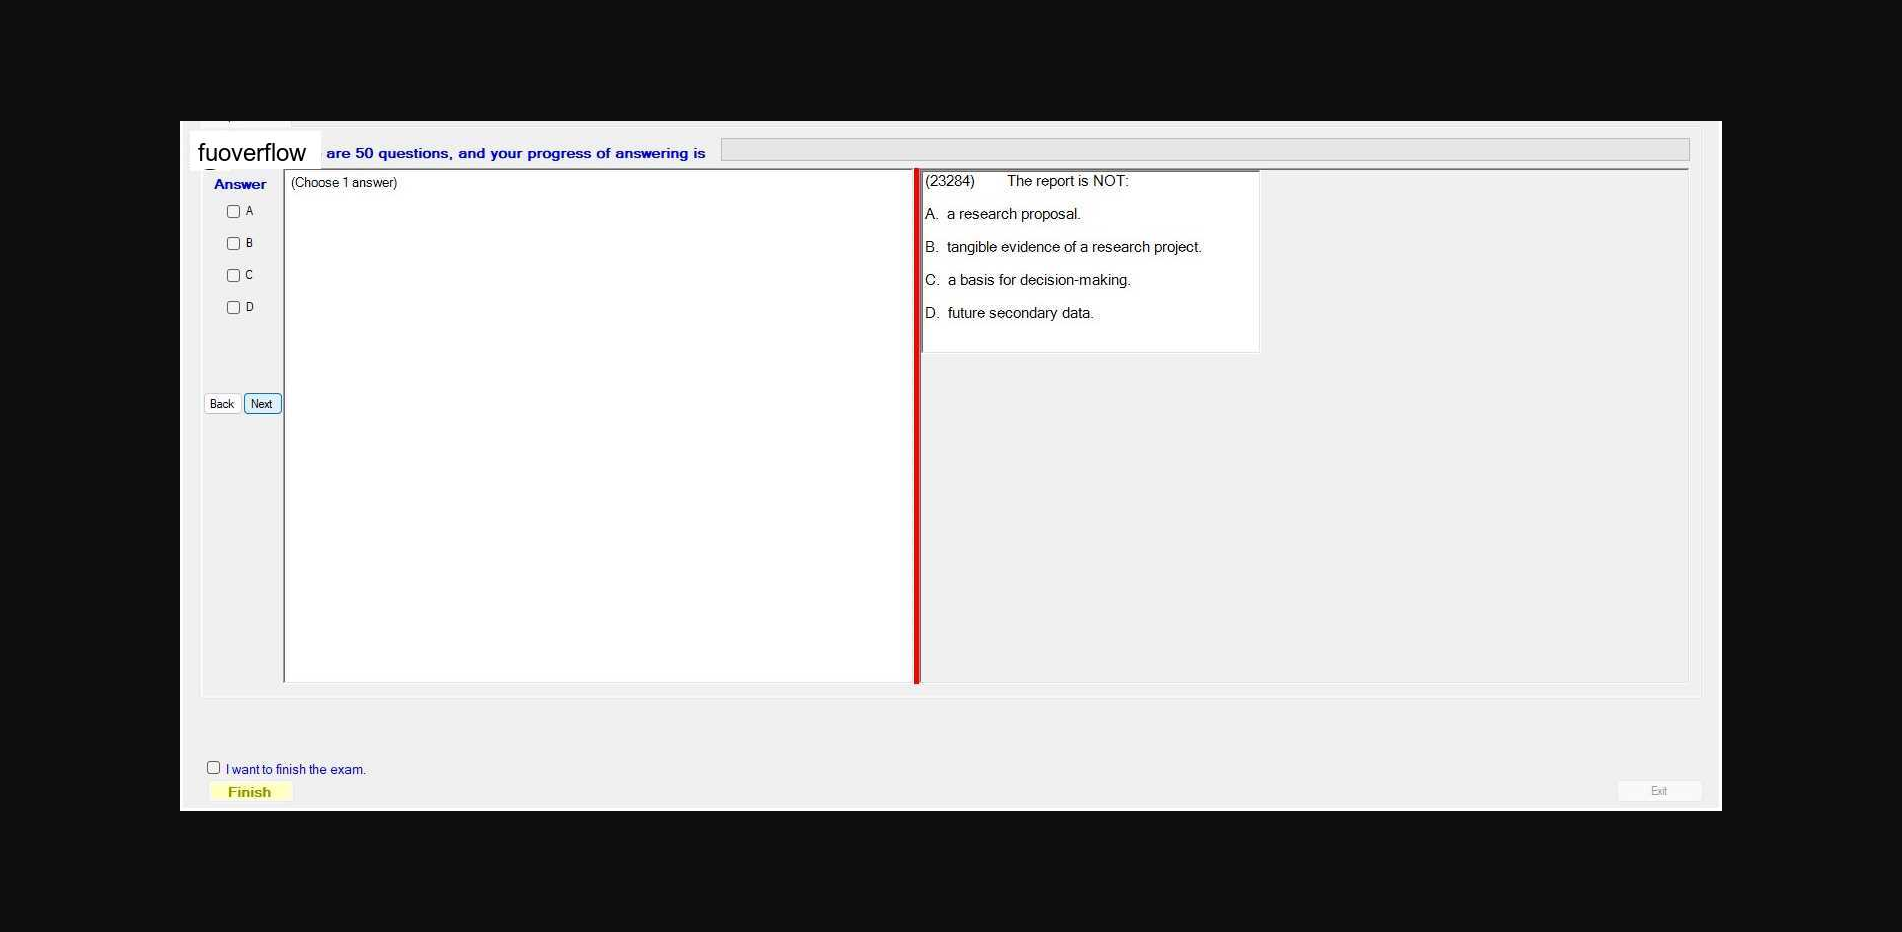 fuoverflow are 50 questions, and your progress of answering is
Answer
(Choose 1 answer)
A
B
C
D
Back Next
(23284) The report is NOT:
A. a research proposal.
B. tangible evidence of a research project.
C. a basis for decision-making.
D. future secondary data.
I want to finish the exam.
Finish
Exit